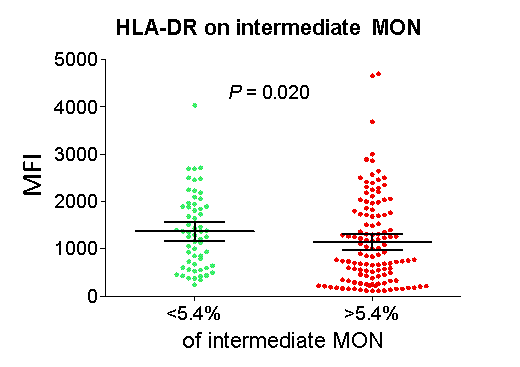 HLA-DR on intermediate MON
P = 0.020
MFI
5000
4000
3000
2000
1000
0
<5.4%
>5.4%
of intermediate MON